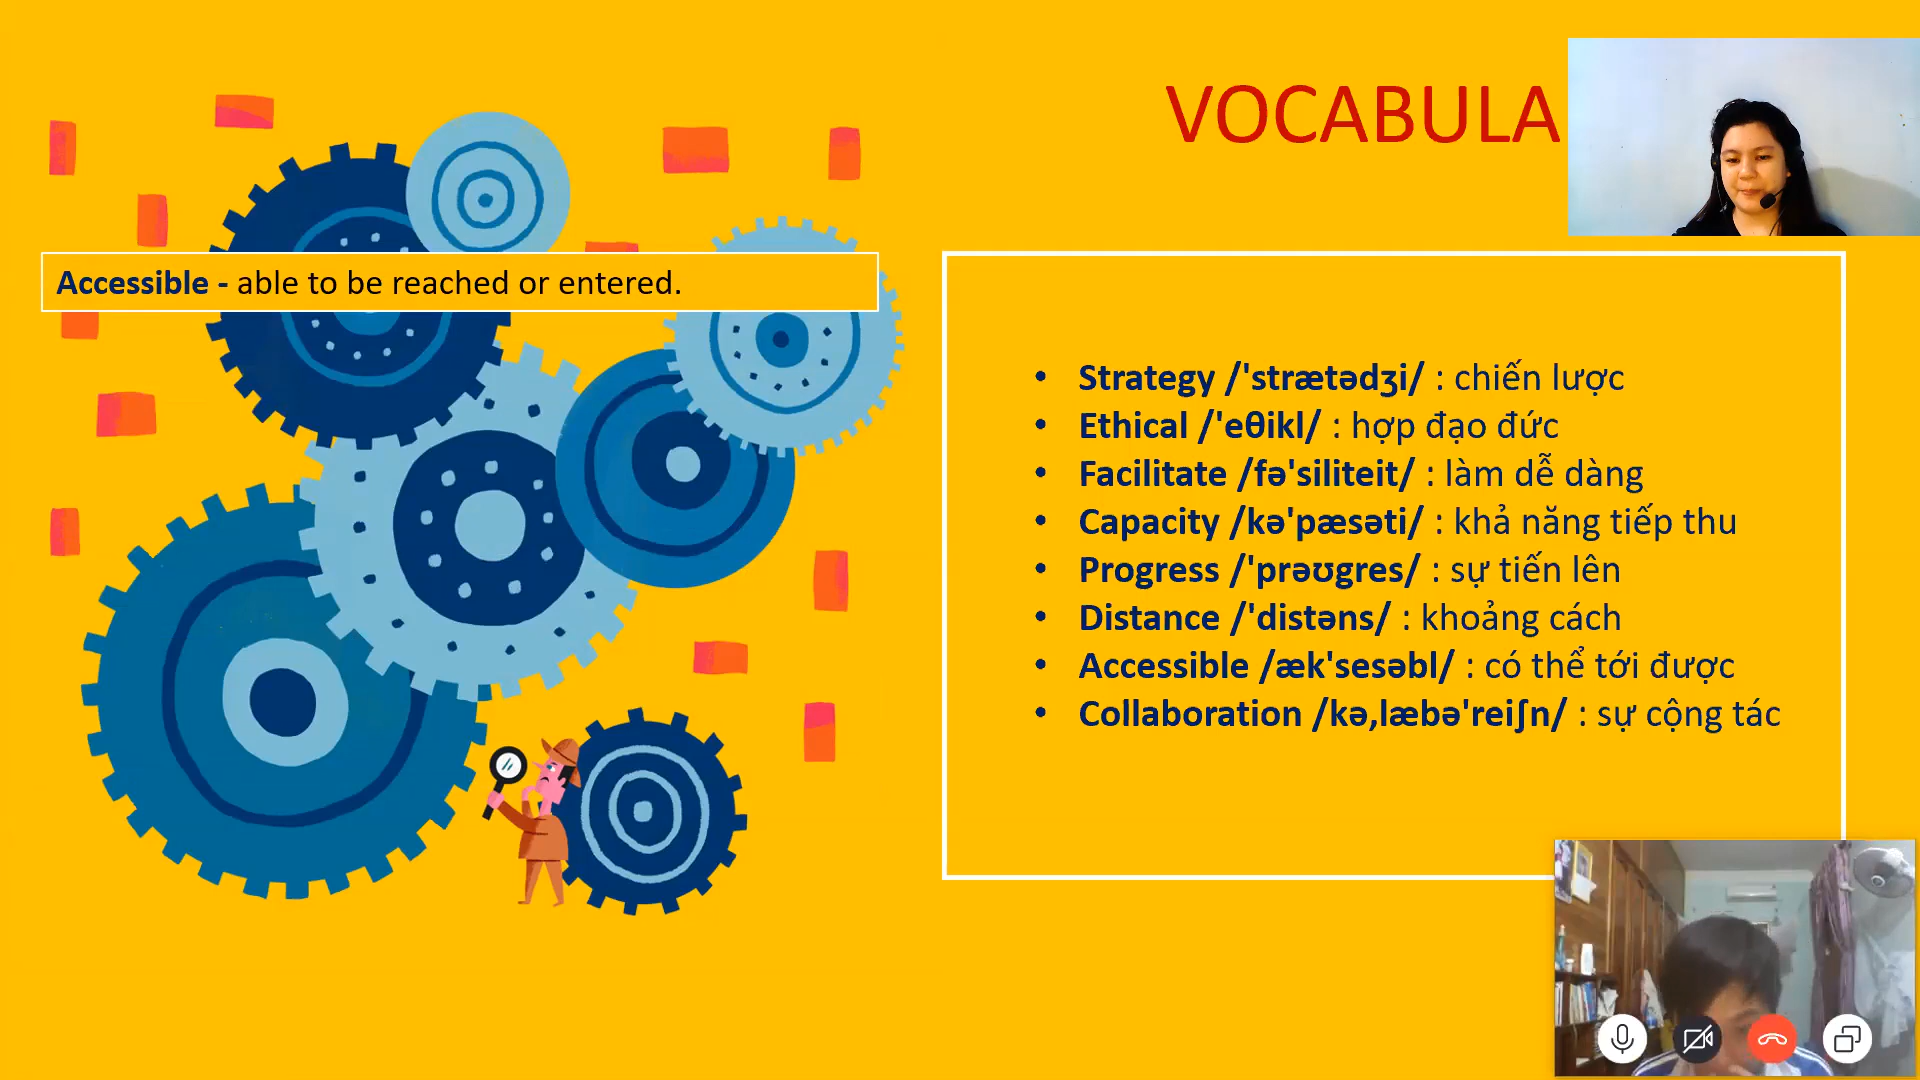 VOCABULA
Accessible - able to be reached or entered.
• Strategy /'strætədʒi/ : chiến lược
• Ethical /'eθikl/ : hợp đạo đức
• Facilitate /fə'siliteit/ : làm dễ dàng
• Capacity /kə'pæsəti/ : khả năng tiếp thu
• Progress /'prəʊgres/ : sự tiến lên
• Distance /'distəns/ : khoảng cách
• Accessible /æk'sesəbl/ : có thể tới được
• Collaboration /kə,læbə'reiʃn/ : sự cộng tác